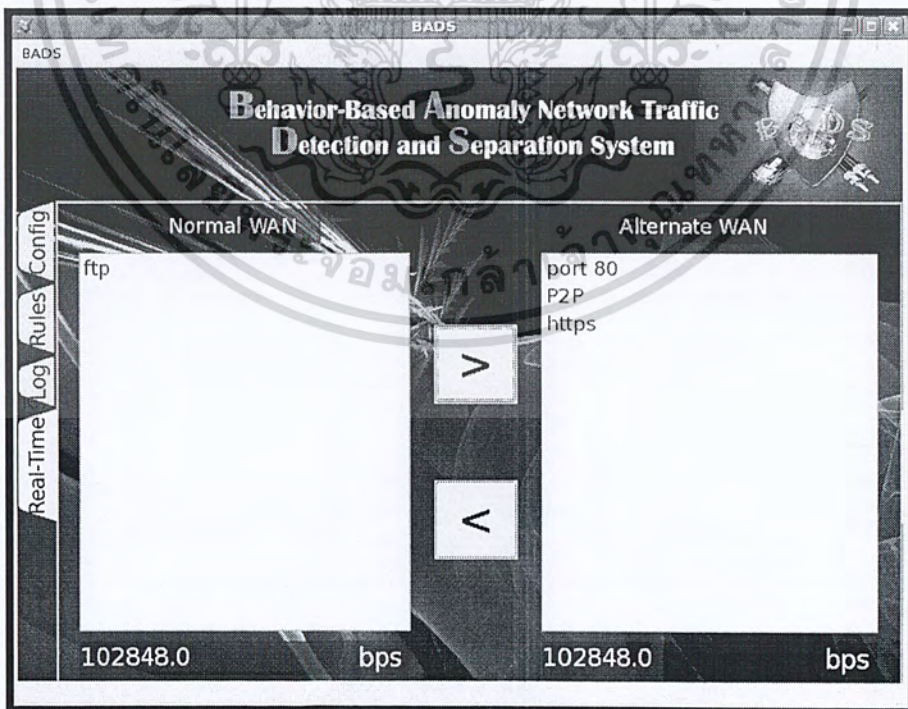 BADS
BADS
Behavior-Based Anomaly Network Traffic
Detection and Separation System
Config
Rules
Log
Real-Time
Normal WAN
ftp
102848.0 bps
>
<
Alternate WAN
port 80
P2P
https
102848.0 bps